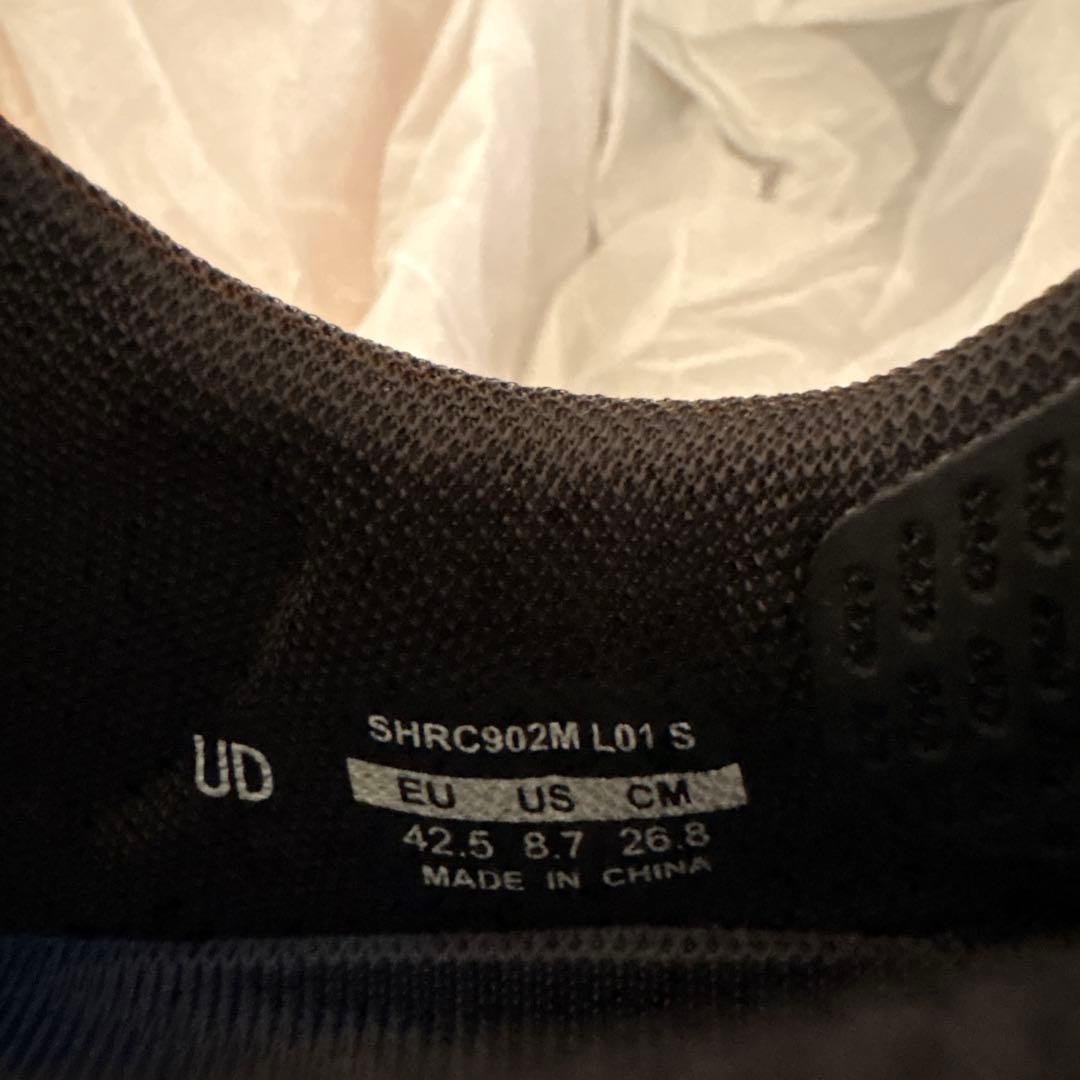 UD
SHRC902M L01 S
EU US CM
42.5 8.7 26.8
MADE IN CHINA